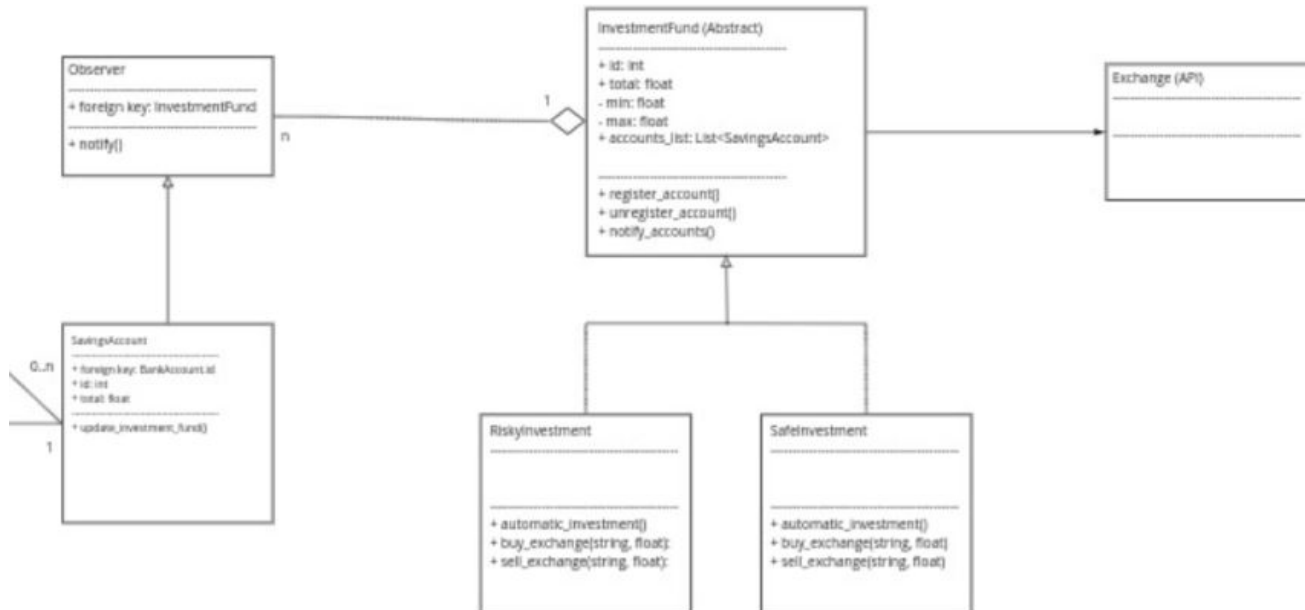 Observer
+ foreign key: InvestmentFund
+ notify()
n
1
InvestmentFund (Abstract)
+ id: int
+ total: float
- min: float
- max: float
+ accounts_list: List<SavingsAccount>
+ register_account()
+ unregister_account()
+ notify_accounts()
Exchange (API)
0..n
1
SavingsAccount
+ foreign key: BankAccount.id
+ id: int
+ total: float
+ update_investment_fund()
RiskyInvestment
+ automatic_investment()
+ buy_exchange(string, float):
+ sell_exchange(string, float):
SafeInvestment
+ automatic_investment()
+ buy_exchange(string, float)
+ sell_exchange(string, float)